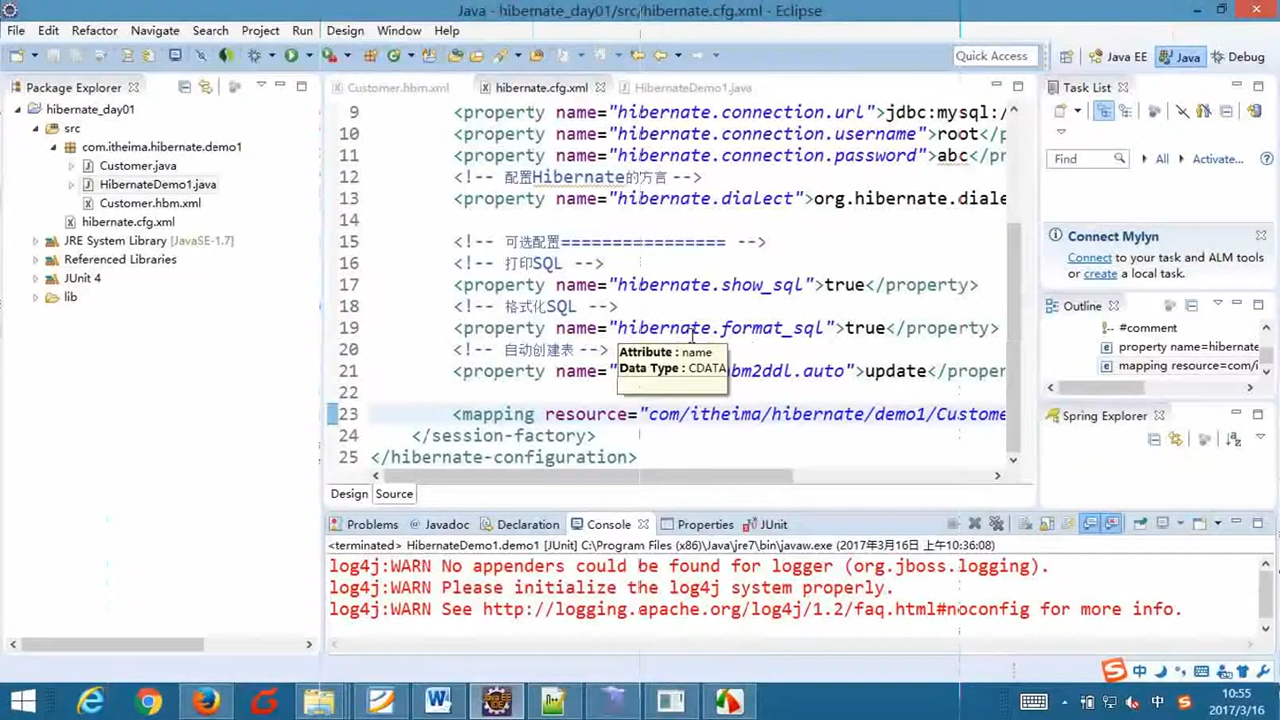 Java - hibernate_day01/src/hibernate.cfg.xml - Eclipse
File Edit Refactor Navigate Search Project Run Design Window Help
Quick Access
Java EE
Java
Debug
Package Explorer
hibernate_day01
src
com.itheima.hibernate.demo1
Customer.java
HibernateDemo1.java
Customer.hbm.xml
hibernate.cfg.xml
JRE System Library [JavaSE-1.7]
Referenced Libraries
JUnit 4
lib
Customer.hbm.xml
hibernate.cfg.xml
HibernateDemo1.java
9 <property name="hibernate.connection.url">jdbc:mysql:/
10 <property name="hibernate.connection.username">root</p
11 <property name="hibernate.connection.password">abc</pr
12 <!-- 配置Hibernate的方言 -->
13 <property name="hibernate.dialect">org.hibernate.diale
14
15 <!-- 可选配置================ -->
16 <!-- 打印SQL -->
17 <property name="hibernate.show_sql">true</property>
18 <!-- 格式化SQL -->
19 <property name="hibernate.format_sql">true</property>
20 <!-- 自动创建表 -->
21 <property name=" bm2ddl.auto">update</proper
22
23 <mapping resource="com/itheima/hibernate/demo1/Custome
24 </session-factory>
25 </hibernate-configuration>
Attribute : name
Data Type : CDATA
Design Source
Task List
Find
All
Activate...
Connect Mylyn
Connect to your task and ALM tools
or create a local task.
Outline
#comment
property name=hibernate
mapping resource=com/i
Spring Explorer
Problems Javadoc Declaration Console Properties JUnit
<terminated> HibernateDemo1.demo1 [JUnit] C:\Program Files (x86)\Java\jre7\bin\javaw.exe (2017年3月16日 上午10:36:08)
log4j:WARN No appenders could be found for logger (org.jboss.logging).
log4j:WARN Please initialize the log4j system properly.
log4j:WARN See http://logging.apache.org/log4j/1.2/faq.html#noconfig for more info.
中
中
10:55
2017/3/16